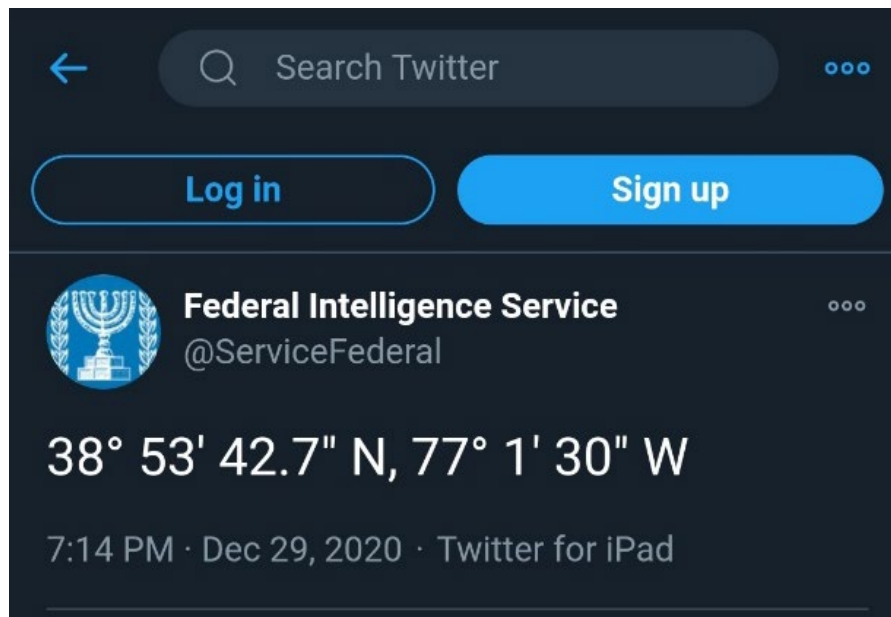 Search Twitter
Log in
Sign up
Federal Intelligence Service
@ServiceFederal
38° 53' 42.7" N, 77° 1' 30" W
7:14 PM · Dec 29, 2020 · Twitter for iPad